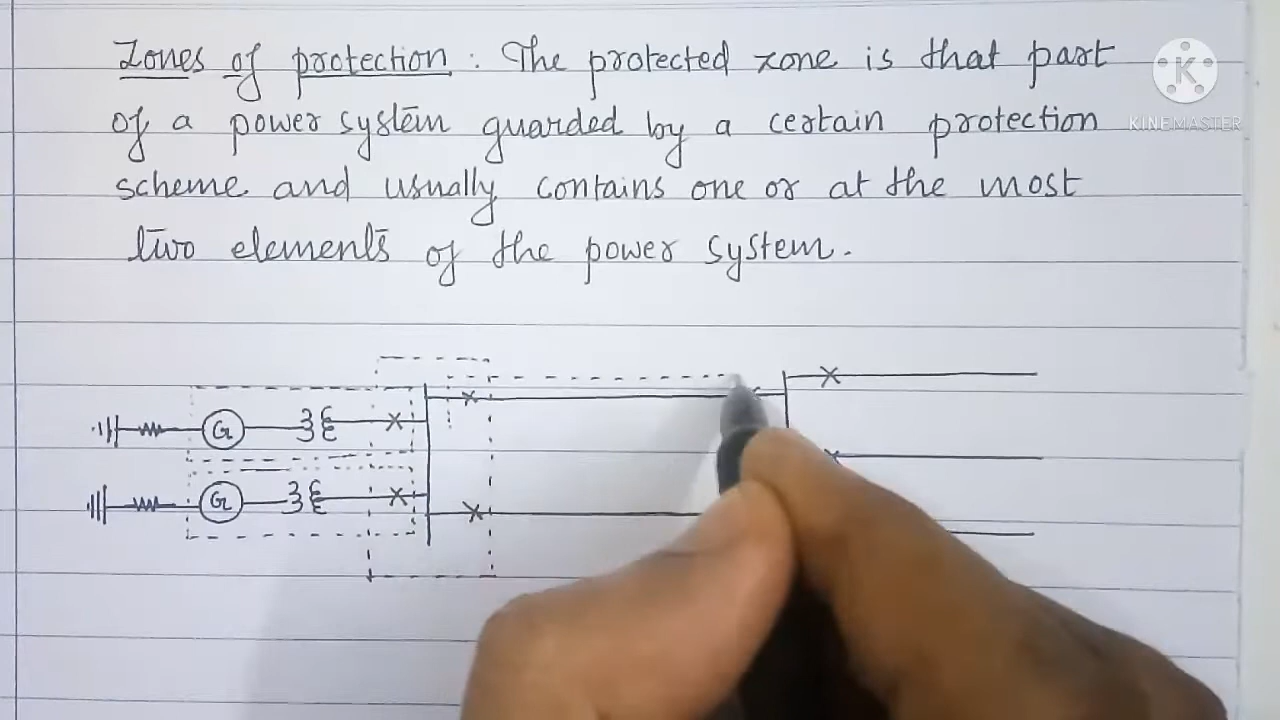 Zones of protection : The protected zone is that part
of a power system guarded by a certain protection
scheme and usually contains one or at the most
two elements of the power system.
K
KINEMASTER
G
G